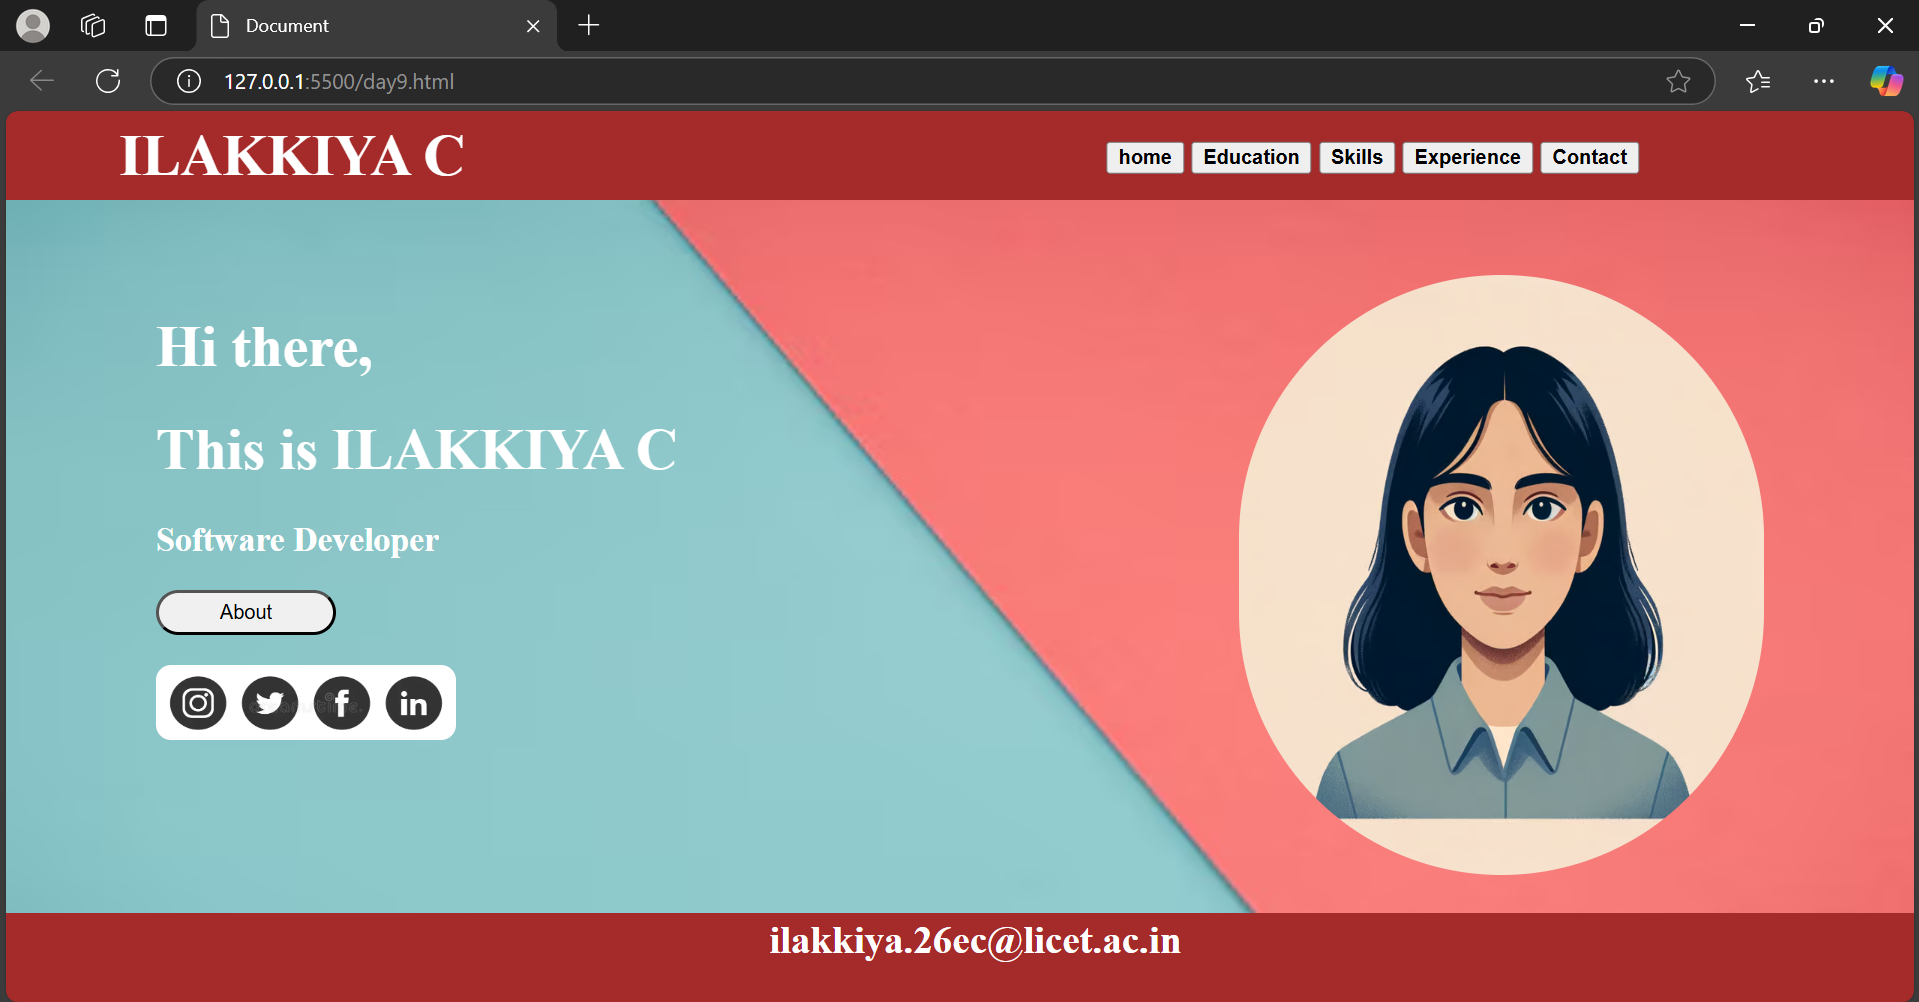 Document
127.0.0.1:5500/day9.html
ILAKKIYA C
home Education Skills Experience Contact
Hi there,
This is ILAKKIYA C
Software Developer
About
ilakkiya.26ec@licet.ac.in